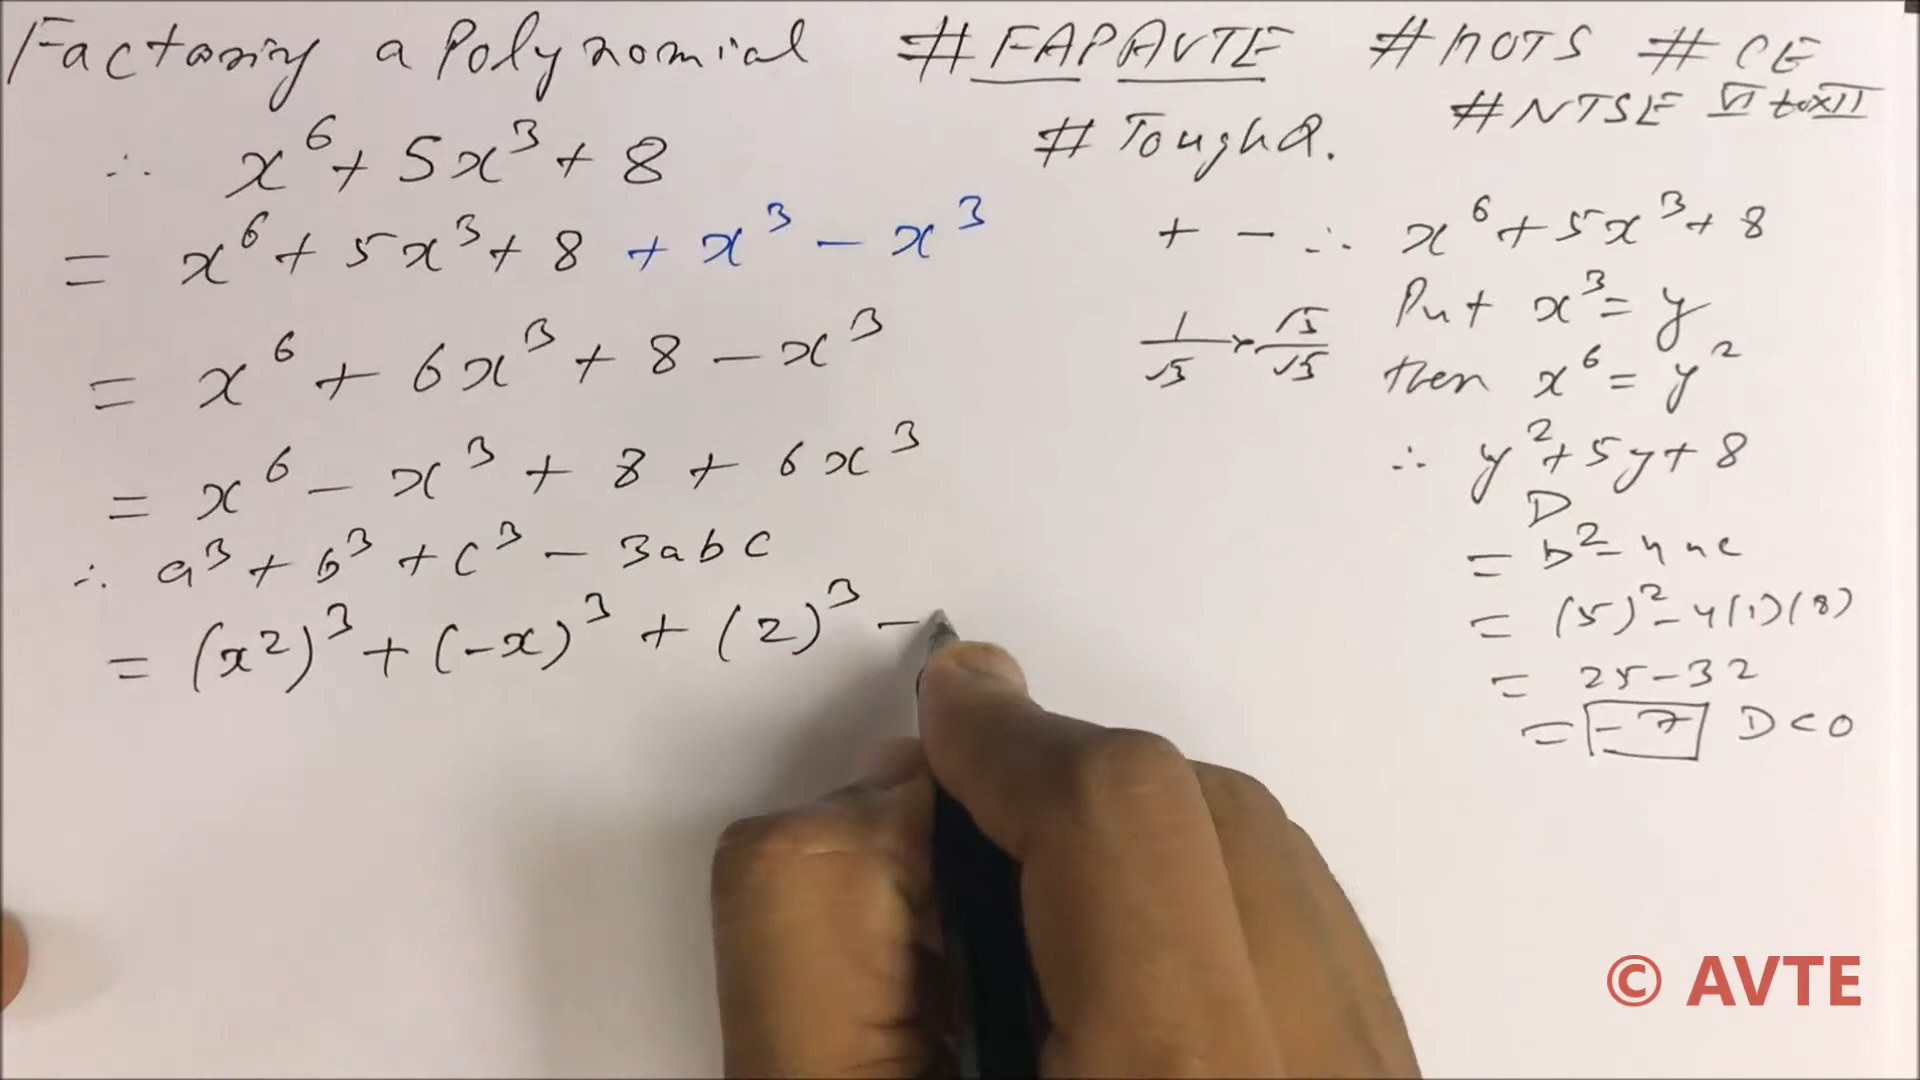 Factoring a Polynomial #FAPAVTE #HOTS #CE
#NTSE VI to XII
#ToughQ.
∴ x⁶ + 5x³ + 8
= x⁶ + 5x³ + 8 + x³ - x³
= x⁶ + 6x³ + 8 - x³
= x⁶ - x³ + 8 + 6x³
∴ a³ + b³ + c³ - 3abc
= (x²)³ + (-x)³ + (2)³ -
+ -
1/√3 × √3/√3
∴ x⁶ + 5x³ + 8
Put x³ = y
then x⁶ = y²
∴ y² + 5y + 8
D
= b² - 4ac
= (5)² - 4(1)(8)
= 25 - 32
= -7 D < 0
© AVTE